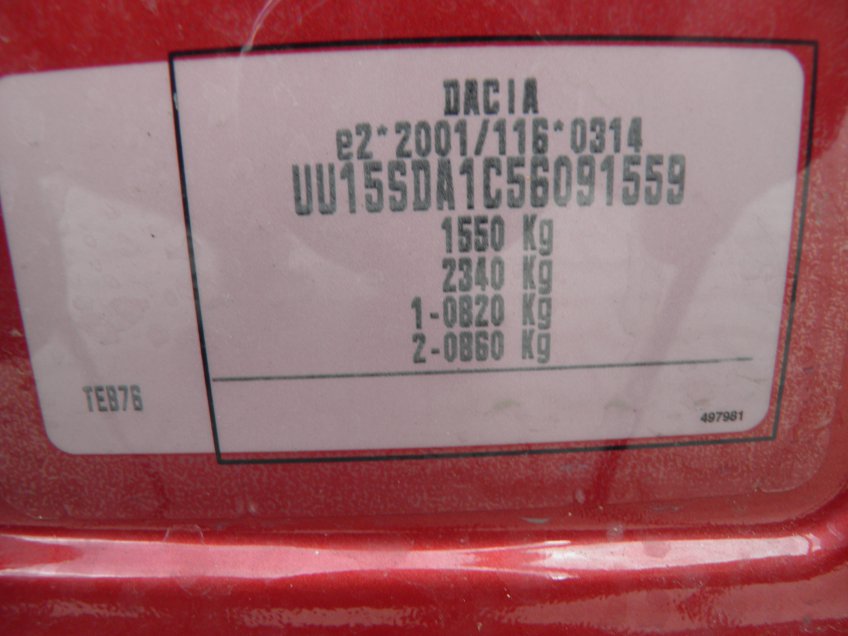 DACIA
e2*2001/116*0314
UU15SDA1C56091559
1550 Kg
2340 Kg
1-0820 Kg
2-0860 Kg
TEB76
497981